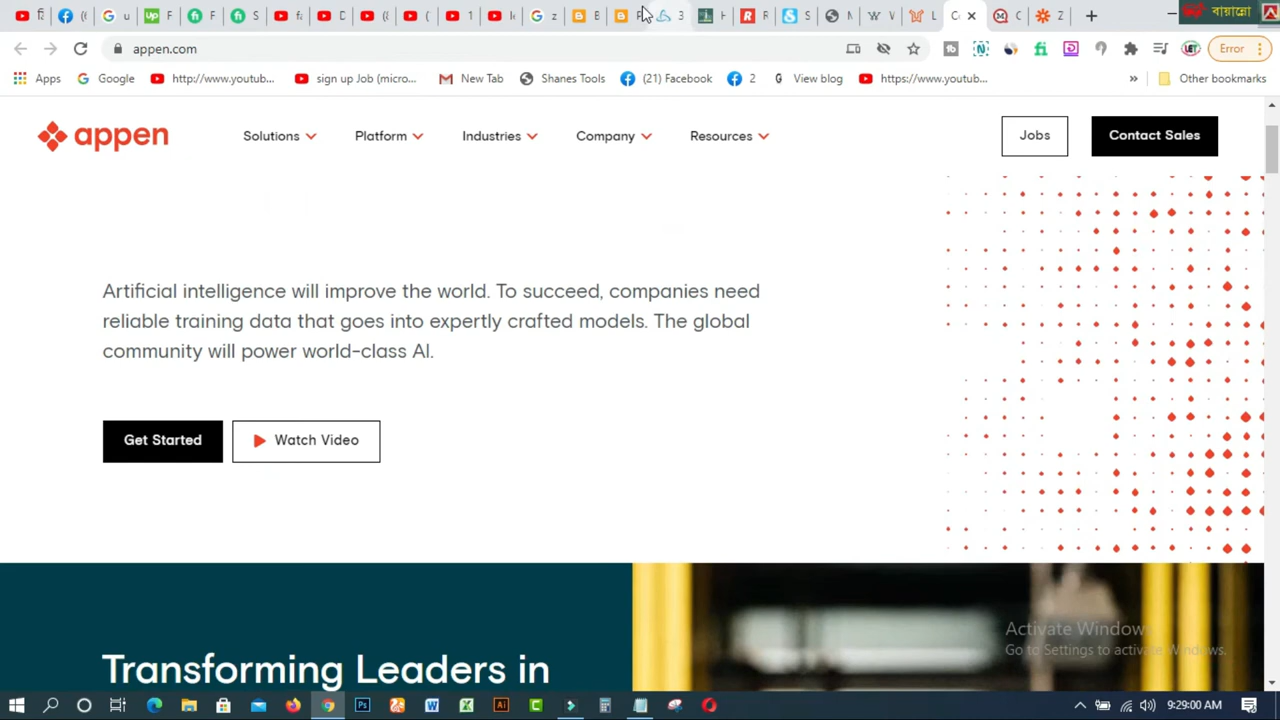 বায়ান্নো
appen.com
Error
Apps
Google
http://www.youtub...
sign up Job (micro...
New Tab
Shanes Tools
(21) Facebook
2
View blog
https://www.youtub...
Other bookmarks
appen
Solutions
Platform
Industries
Company
Resources
Jobs
Contact Sales
Artificial intelligence will improve the world. To succeed, companies need
reliable training data that goes into expertly crafted models. The global
community will power world-class AI.
Get Started
Watch Video
Transforming Leaders in
Activate Windows
Go to Settings to activate Windows.
9:29:00 AM